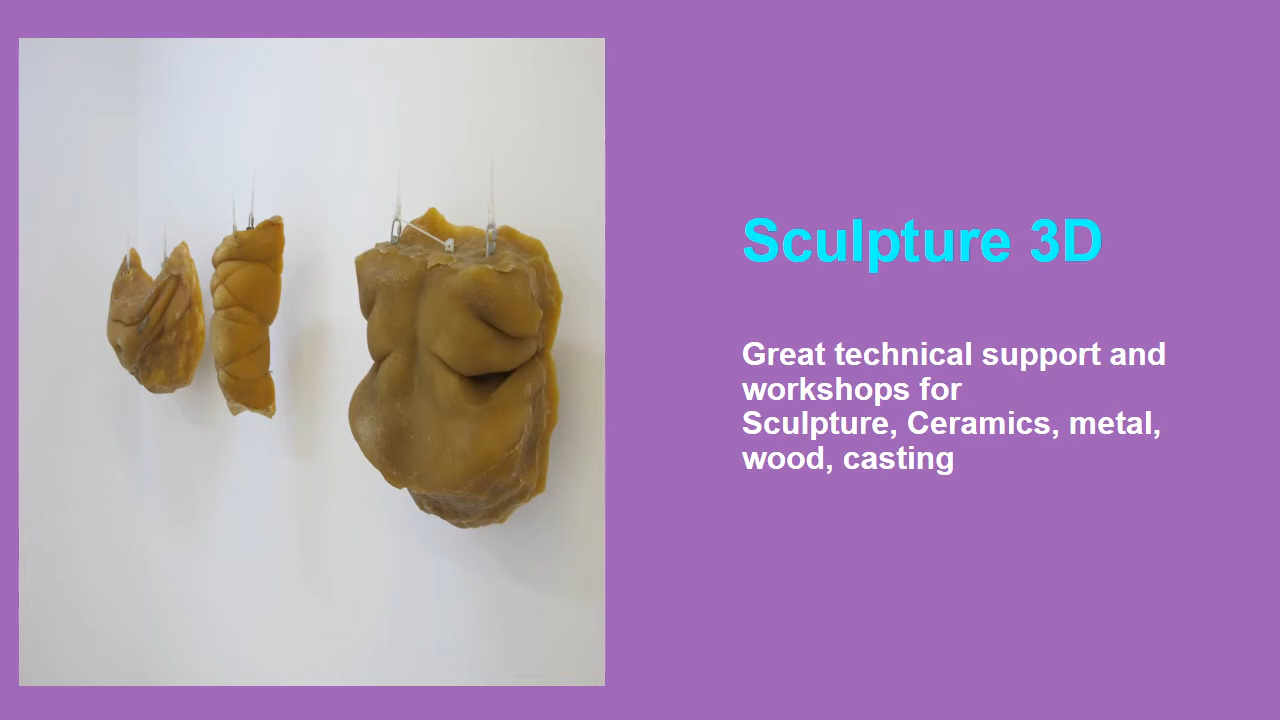 Sculpture 3D
Great technical support and
workshops for
Sculpture, Ceramics, metal,
wood, casting